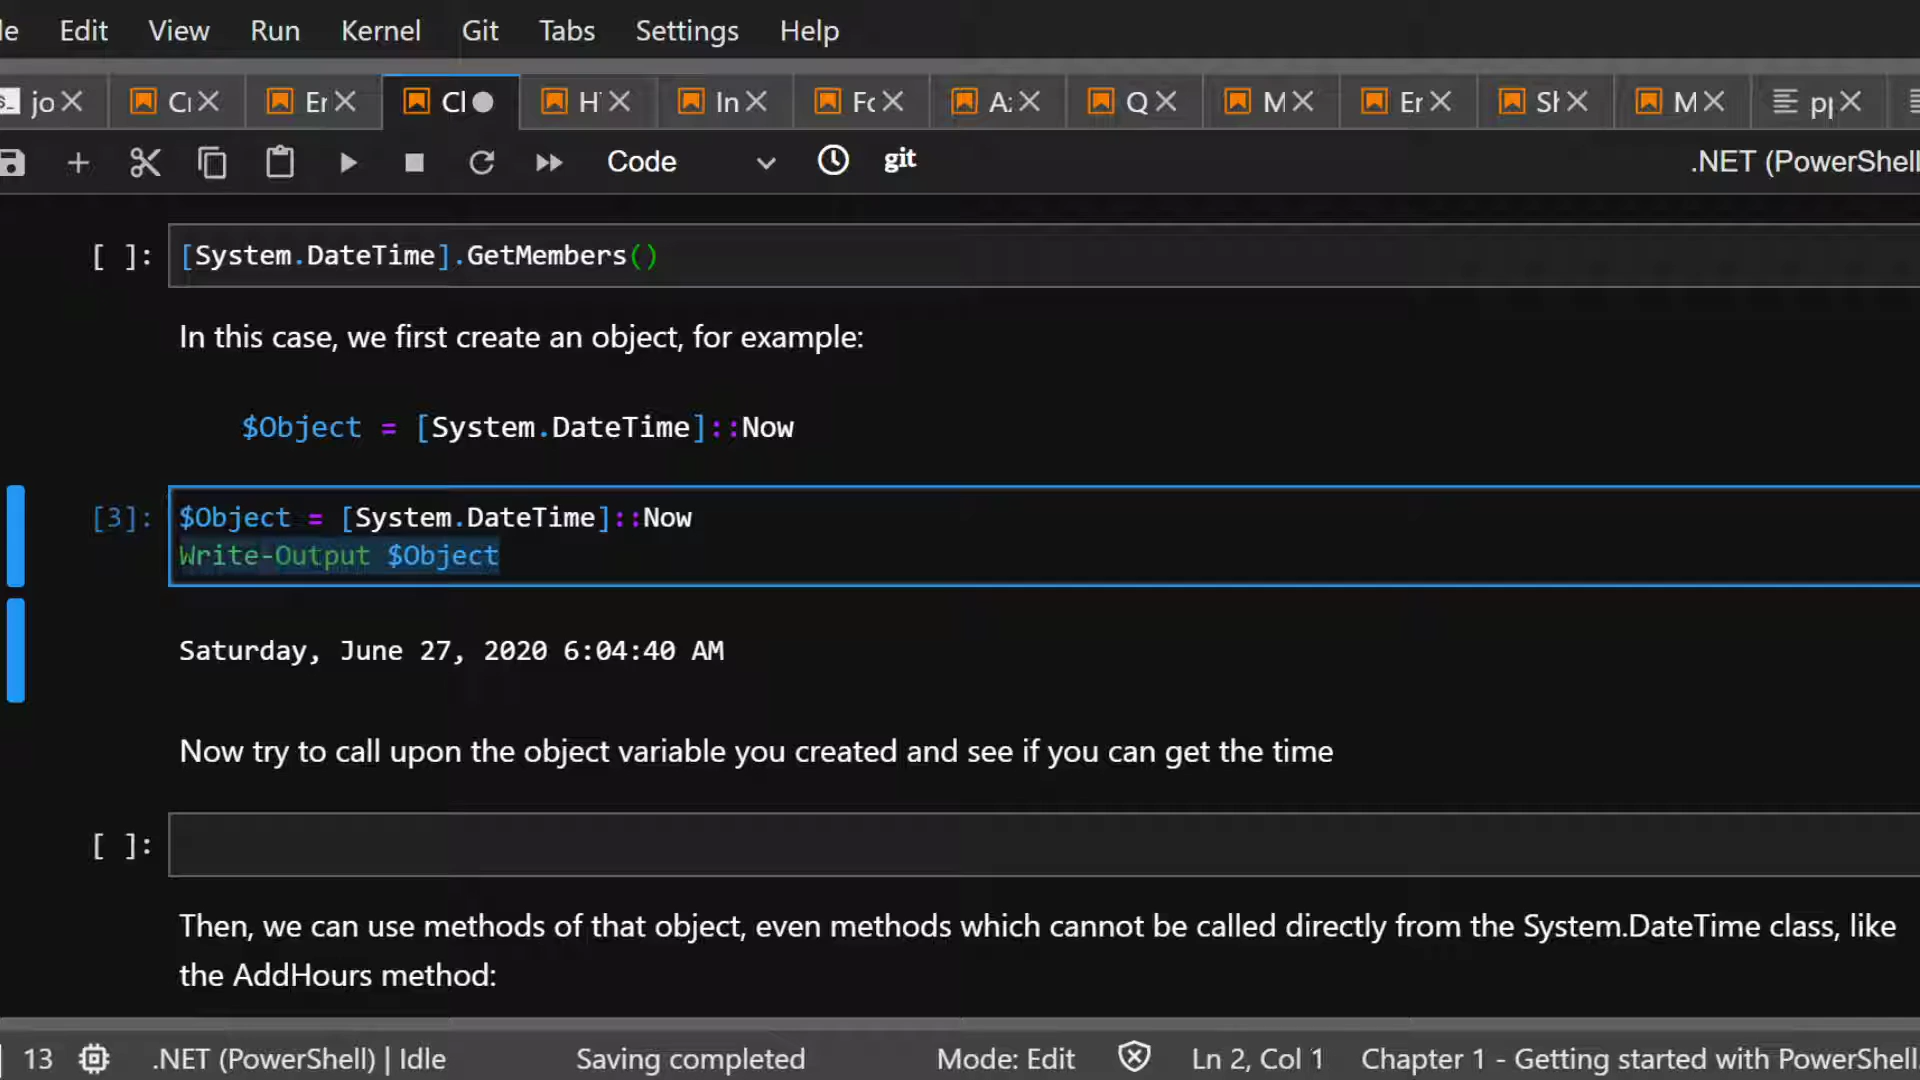 le Edit View Run Kernel Git Tabs Settings Help
jo Er Cl H In Fc Q M Er Sh M
Code git .NET (PowerShell
[ ]: [System.DateTime].GetMembers()
In this case, we first create an object, for example:
$Object = [System.DateTime]::Now
[3]: $Object = [System.DateTime]::Now
Write-Output $Object
Saturday, June 27, 2020 6:04:40 AM
Now try to call upon the object variable you created and see if you can get the time
[ ]:
Then, we can use methods of that object, even methods which cannot be called directly from the System.DateTime class, like
the AddHours method:
13 .NET (PowerShell) | Idle Saving completed Mode: Edit Ln 2, Col 1 Chapter 1 - Getting started with PowerShell